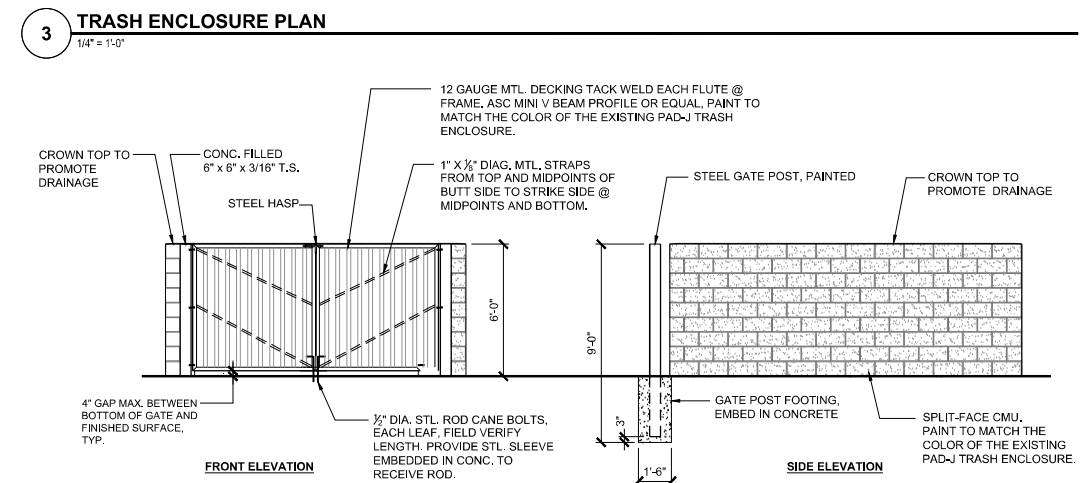 3
TRASH ENCLOSURE PLAN
1/4" = 1'-0"
12 GAUGE MTL. DECKING TACK WELD EACH FLUTE @
FRAME. ASC MINI V BEAM PROFILE OR EQUAL, PAINT TO
MATCH THE COLOR OF THE EXISTING PAD-J TRASH
ENCLOSURE.
CROWN TOP TO
PROMOTE
DRAINAGE
CONC. FILLED
6" x 6" x 3/16" T.S.
STEEL HASP
1" X ⅛" DIAG. MTL. STRAPS
FROM TOP AND MIDPOINTS OF
BUTT SIDE TO STRIKE SIDE @
MIDPOINTS AND BOTTOM.
STEEL GATE POST, PAINTED
CROWN TOP TO
PROMOTE DRAINAGE
6'-0"
9'-0"
3"
1'-6"
4" GAP MAX. BETWEEN
BOTTOM OF GATE AND
FINISHED SURFACE,
TYP.
½" DIA. STL. ROD CANE BOLTS,
EACH LEAF, FIELD VERIFY
LENGTH. PROVIDE STL. SLEEVE
EMBEDDED IN CONC. TO
RECEIVE ROD.
GATE POST FOOTING,
EMBED IN CONCRETE
SPLIT-FACE CMU,
PAINT TO MATCH THE
COLOR OF THE EXISTING
PAD-J TRASH ENCLOSURE.
FRONT ELEVATION
SIDE ELEVATION